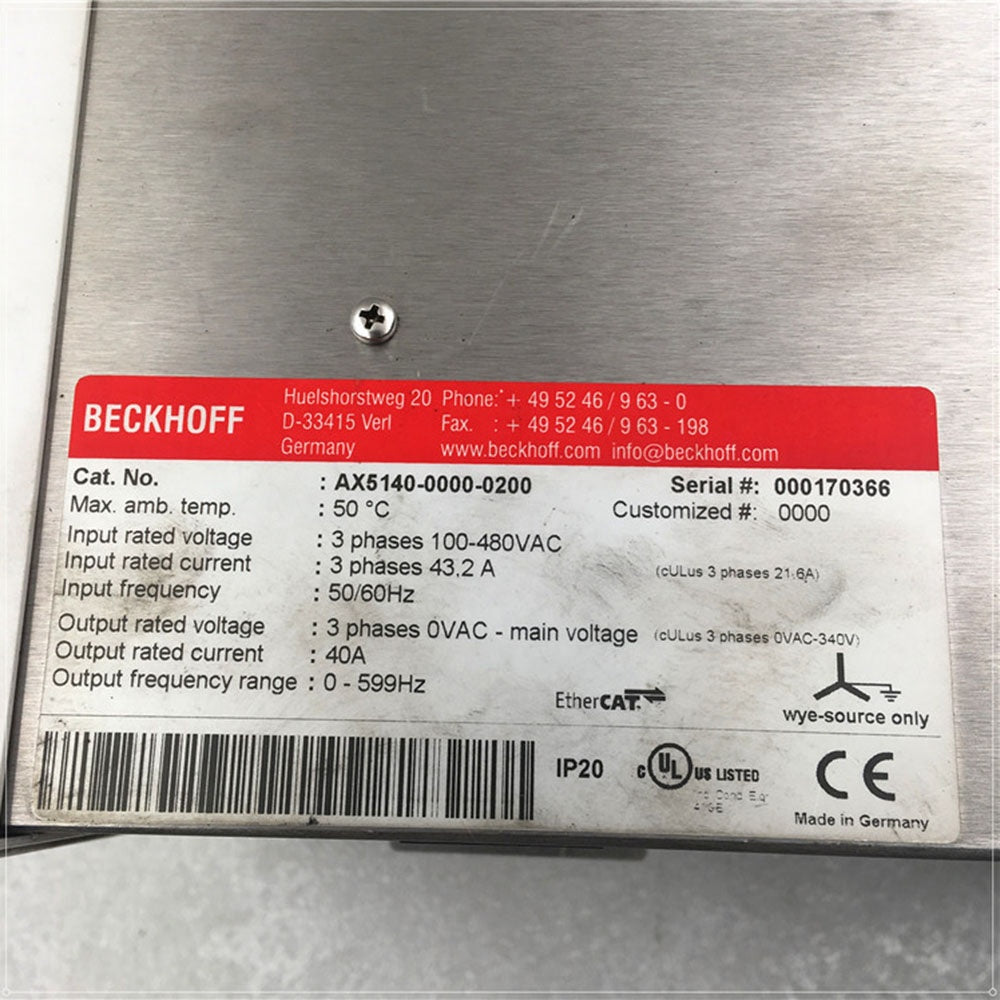 BECKHOFF
Huelshorstweg 20 Phone: + 49 52 46 / 9 63 - 0
D-33415 Verl Fax. : + 49 52 46 / 9 63 - 198
Germany www.beckhoff.com info@beckhoff.com
Cat. No. : AX5140-0000-0200 Serial #: 000170366
Max. amb. temp. : 50 °C Customized #: 0000
Input rated voltage : 3 phases 100-480VAC
Input rated current : 3 phases 43,2 A (cULus 3 phases 21.6A)
Input frequency : 50/60Hz
Output rated voltage : 3 phases 0VAC - main voltage (cULus 3 phases 0VAC-340V)
Output rated current : 40A
Output frequency range : 0 - 599Hz
EtherCAT
wye-source only
IP20 C UL US LISTED CE
Ind Cond Eqr
Made in Germany